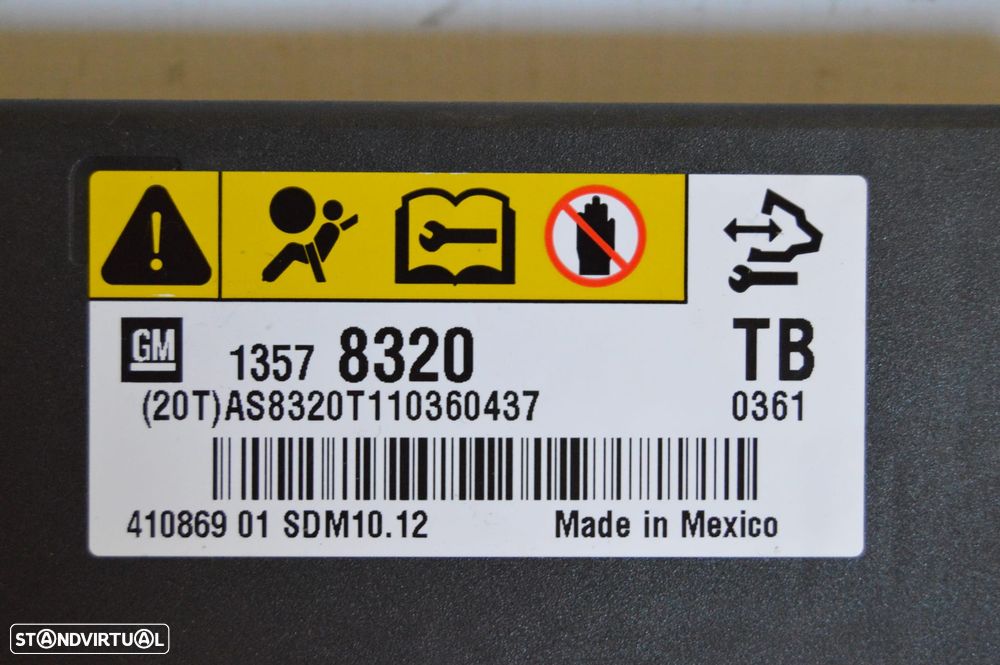 GM 1357 8320 TB
(20T)AS8320T110360437 0361
410869 01 SDM10.12 Made in Mexico
STANDVIRTUAL